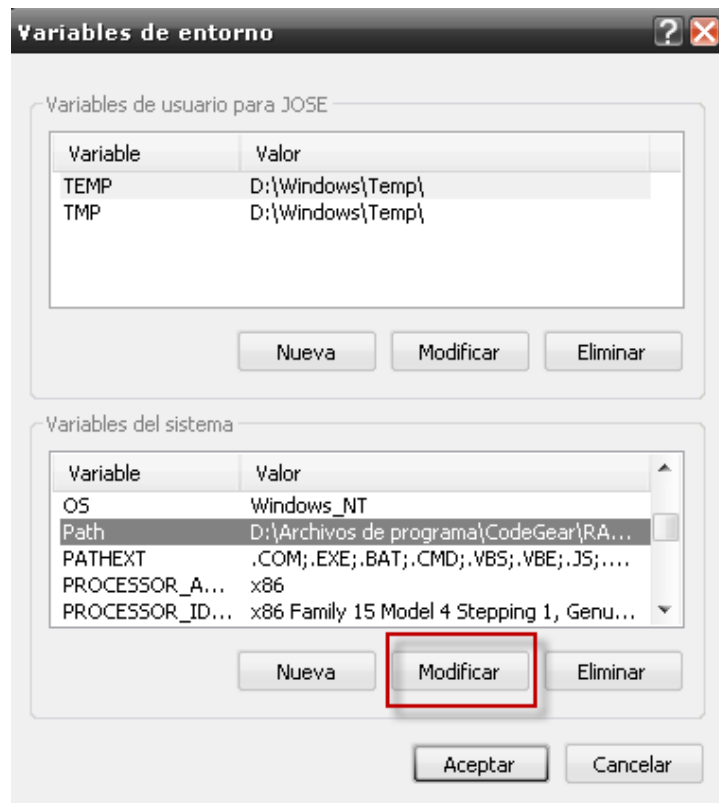 Variables de entorno
Variables de usuario para JOSE
Variable Valor
TEMP D:\Windows\Temp\
TMP D:\Windows\Temp\
Nueva Modificar Eliminar
Variables del sistema
Variable Valor
OS Windows_NT
Path D:\Archivos de programa\CodeGear\RA...
PATHEXT .COM;.EXE;.BAT;.CMD;.VBS;.VBE;.JS;....
PROCESSOR_A... x86
PROCESSOR_ID... x86 Family 15 Model 4 Stepping 1, Genu...
Nueva Modificar Eliminar
Aceptar Cancelar